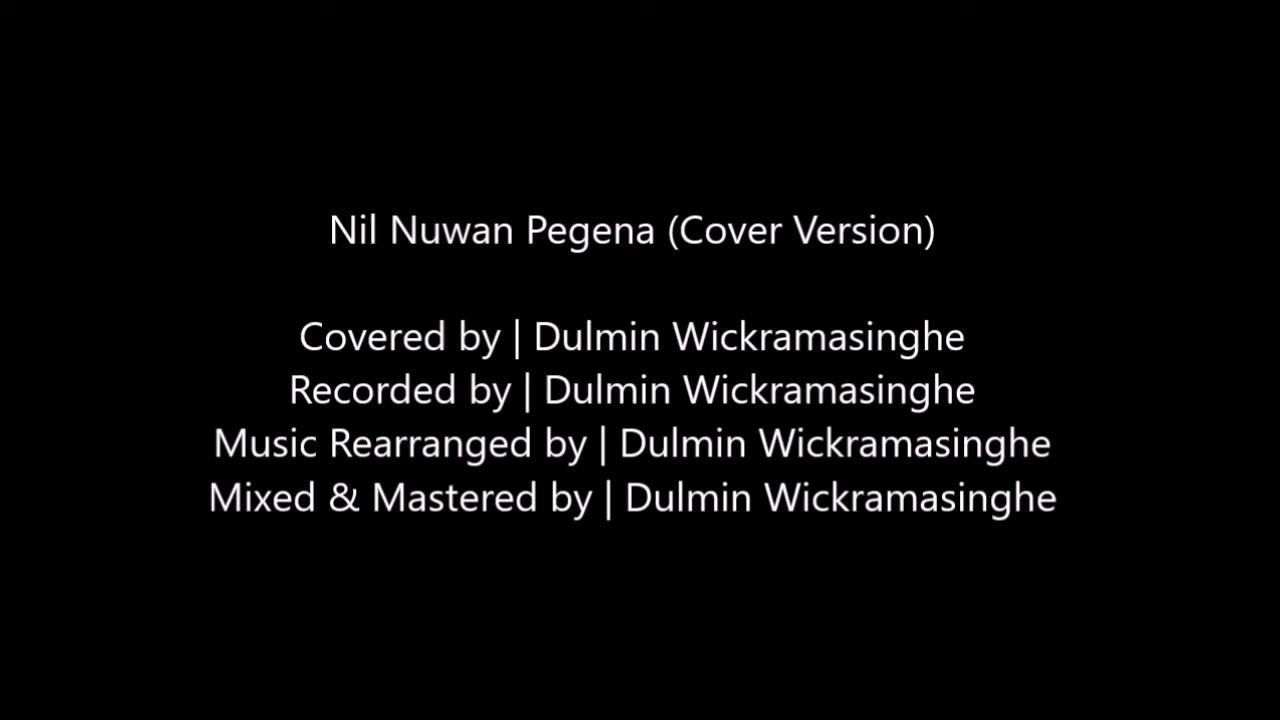 Nil Nuwan Pegena (Cover Version)
Covered by | Dulmin Wickramasinghe
Recorded by | Dulmin Wickramasinghe
Music Rearranged by | Dulmin Wickramasinghe
Mixed & Mastered by | Dulmin Wickramasinghe